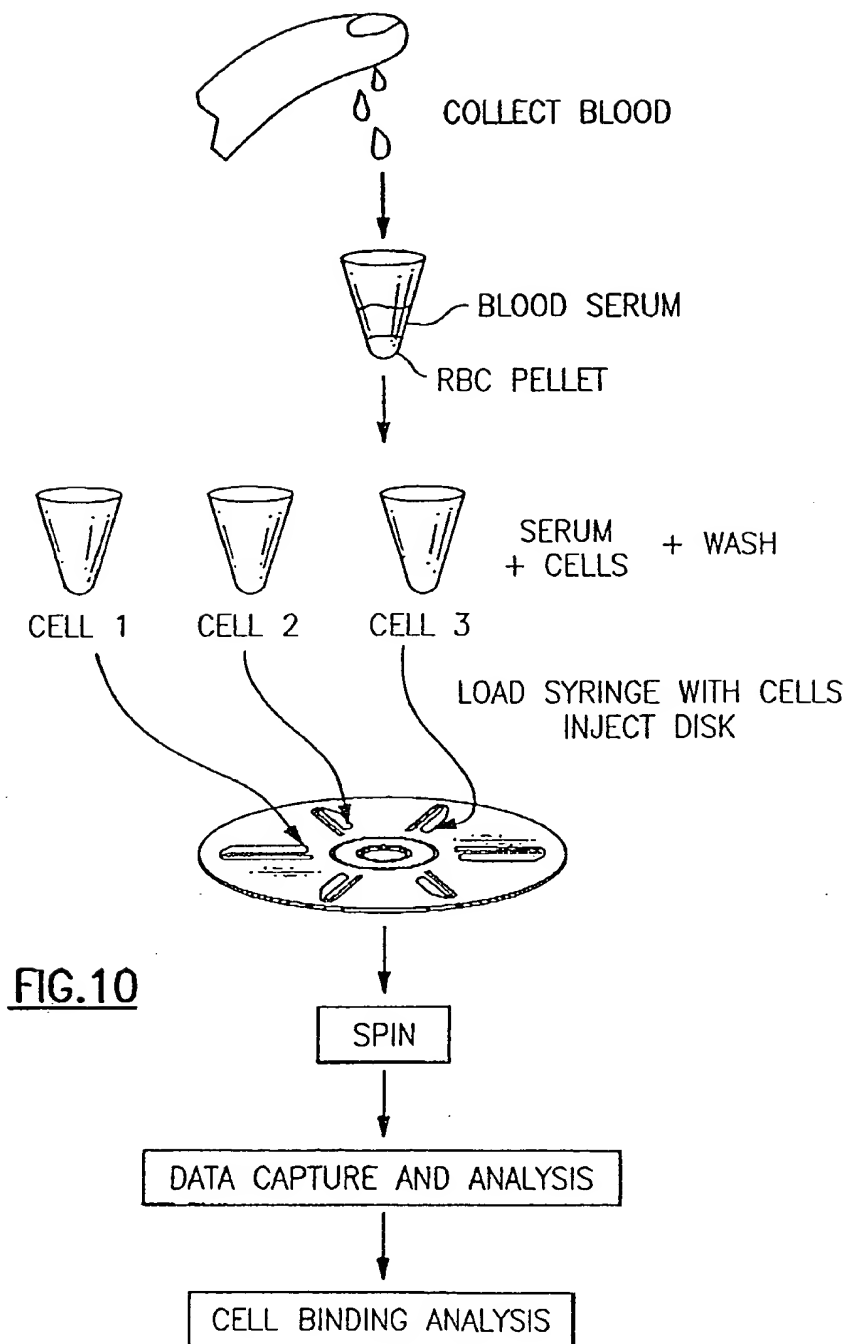 COLLECT BLOOD
BLOOD SERUM
RBC PELLET
SERUM
+ CELLS + WASH
CELL 1 CELL 2 CELL 3
LOAD SYRINGE WITH CELLS
INJECT DISK
FIG.10
SPIN
DATA CAPTURE AND ANALYSIS
CELL BINDING ANALYSIS